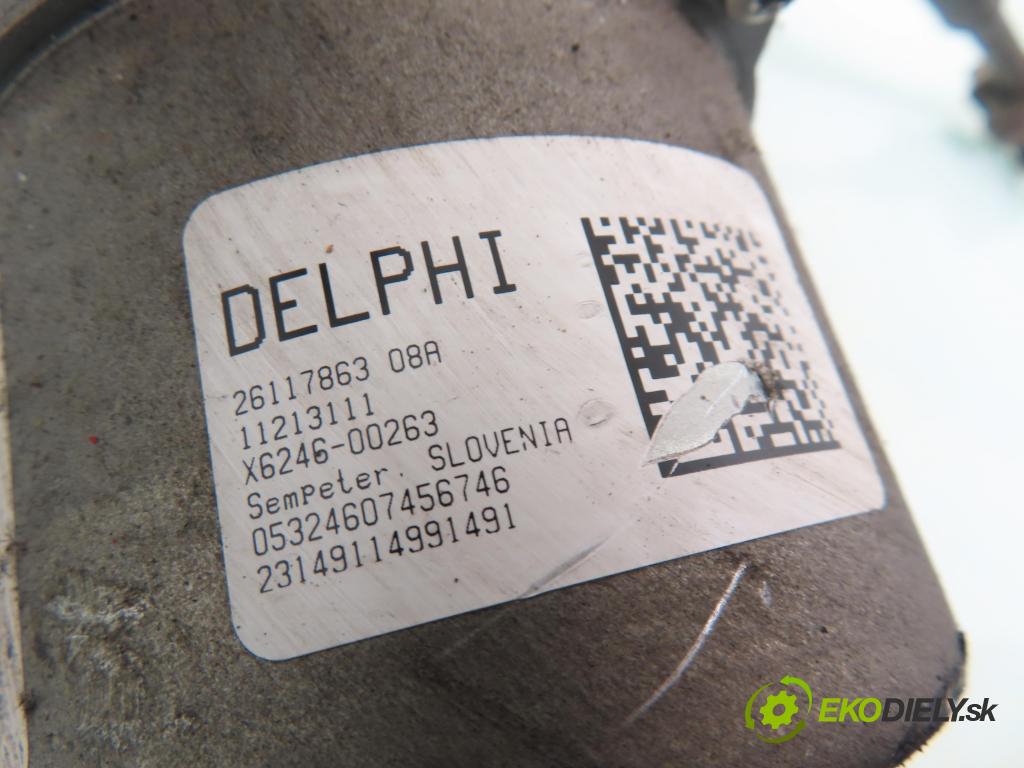 DELPHI
26117863 08A
11213111
X6246-00263
SemPeter. SLOVENIA
05324607456746
23149114991491
EKODIELY.sk